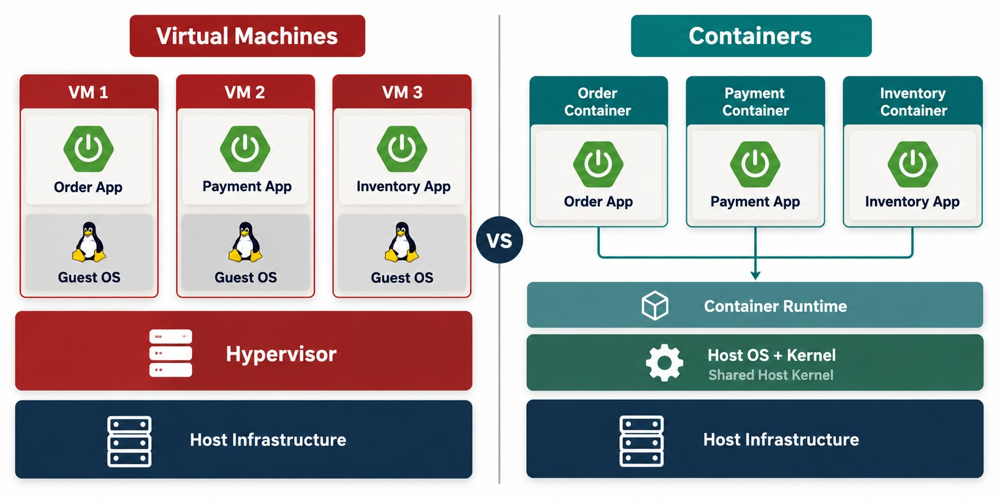 Virtual Machines
VM 1
VM 2
VM 3
Order App
Payment App
Inventory App
Guest OS
Guest OS
Guest OS
Hypervisor
Host Infrastructure
VS
Containers
Order
Container
Payment
Container
Inventory
Container
Order App
Payment App
Inventory App
Container Runtime
Host OS + Kernel
Shared Host Kernel
Host Infrastructure